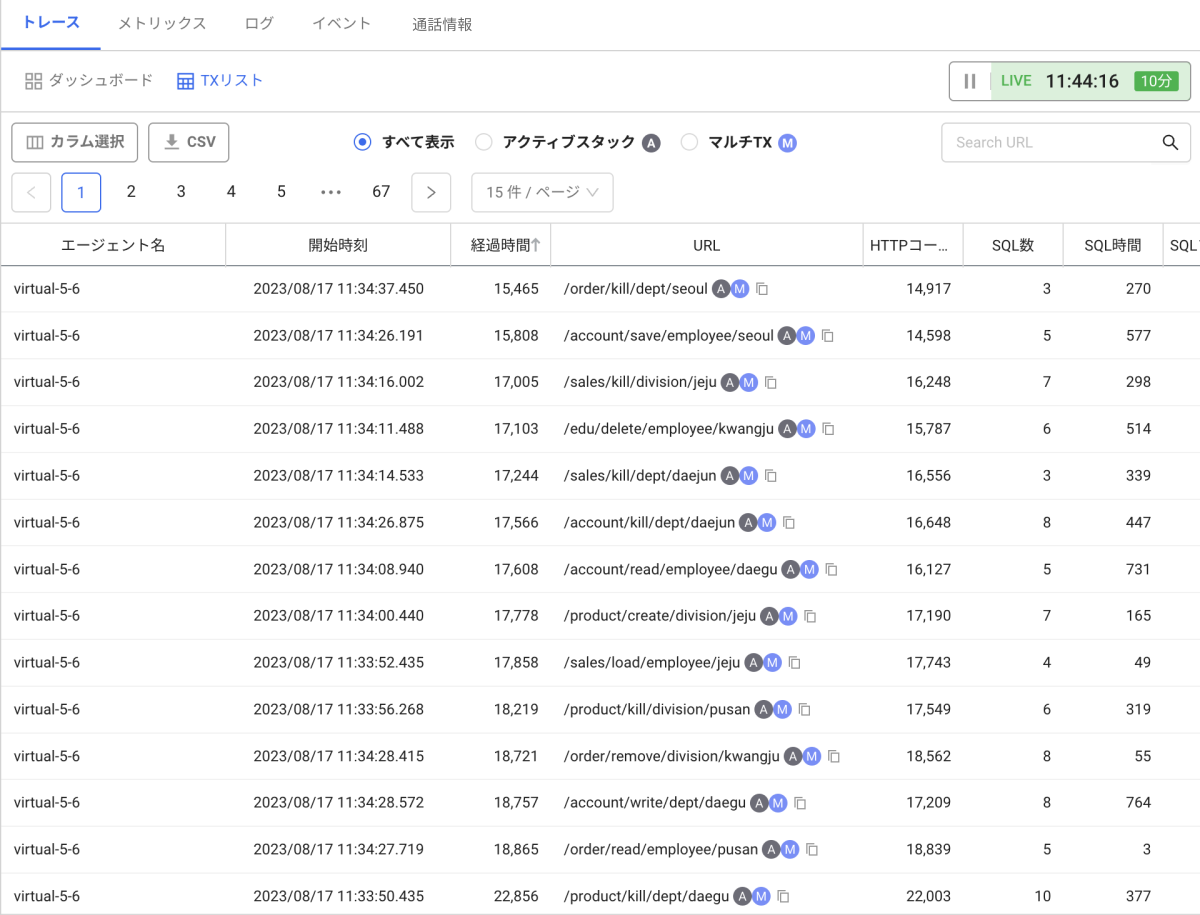 トレース メトリックス ログ イベント 通話情報
ダッシュボード TXリスト LIVE 11:44:16 10分
カラム選択 CSV すべて表示 アクティブスタック A マルチTX M Search URL
1 2 3 4 5 ••• 67 15 件 / ページ
エージェント名 開始時刻 経過時間↑ URL HTTPコー... SQL数 SQL時間 SQL
virtual-5-6 2023/08/17 11:34:37.450 15,465 /order/kill/dept/seoul A M 14,917 3 270
virtual-5-6 2023/08/17 11:34:26.191 15,808 /account/save/employee/seoul A M 14,598 5 577
virtual-5-6 2023/08/17 11:34:16.002 17,005 /sales/kill/division/jeju A M 16,248 7 298
virtual-5-6 2023/08/17 11:34:11.488 17,103 /edu/delete/employee/kwangju A M 15,787 6 514
virtual-5-6 2023/08/17 11:34:14.533 17,244 /sales/kill/dept/daejun A M 16,556 3 339
virtual-5-6 2023/08/17 11:34:26.875 17,566 /account/kill/dept/daejun A M 16,648 8 447
virtual-5-6 2023/08/17 11:34:08.940 17,608 /account/read/employee/daegu A M 16,127 5 731
virtual-5-6 2023/08/17 11:34:00.440 17,778 /product/create/division/jeju A M 17,190 7 165
virtual-5-6 2023/08/17 11:33:52.435 17,858 /sales/load/employee/jeju A M 17,743 4 49
virtual-5-6 2023/08/17 11:33:56.268 18,219 /product/kill/division/pusan A M 17,549 6 319
virtual-5-6 2023/08/17 11:34:28.415 18,721 /order/remove/division/kwangju A M 18,562 8 55
virtual-5-6 2023/08/17 11:34:28.572 18,757 /account/write/dept/daegu A M 17,209 8 764
virtual-5-6 2023/08/17 11:34:27.719 18,865 /order/read/employee/pusan A M 18,839 5 3
virtual-5-6 2023/08/17 11:33:50.435 22,856 /product/kill/dept/daegu A M 22,003 10 377